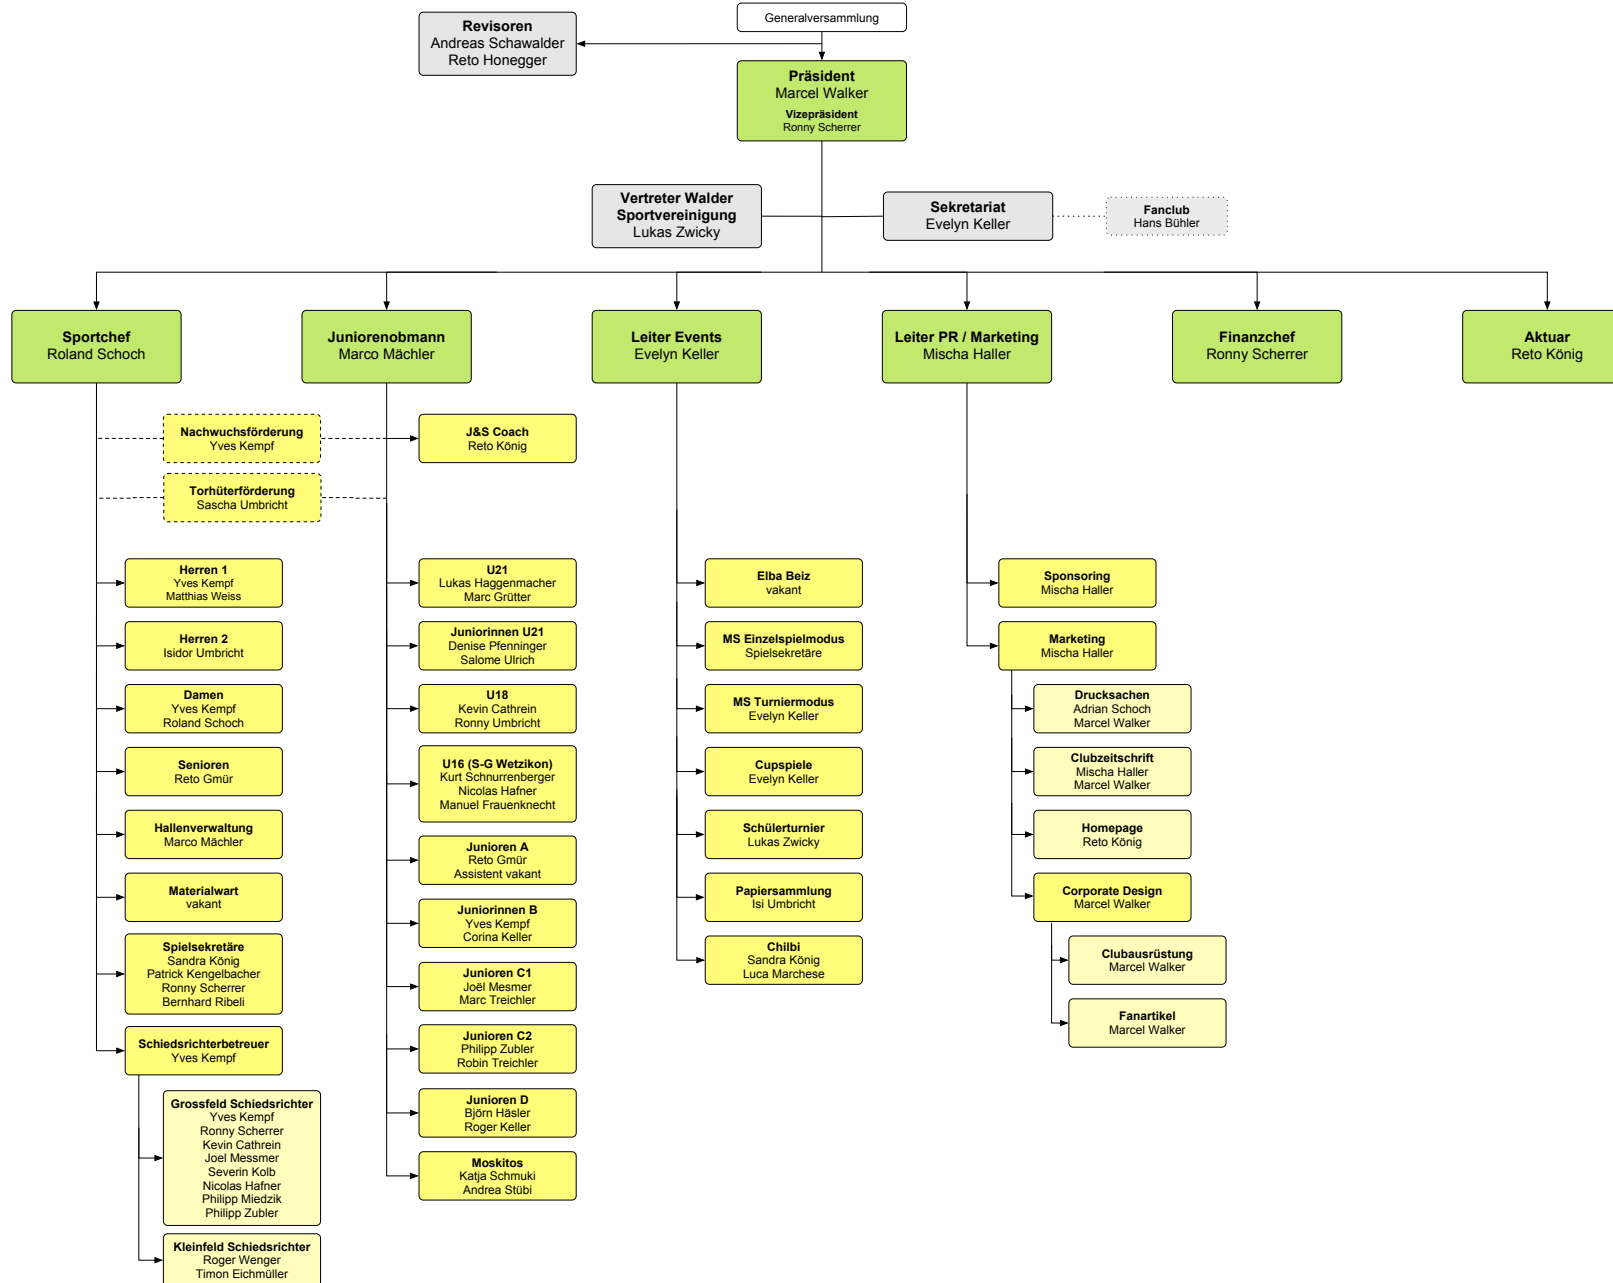 Generalversammlung
Revisoren
Andreas Schawalder
Reto Honegger
Präsident
Marcel Walker
Vizepräsident
Ronny Scherrer
Vertreter Walder
Sportvereinigung
Lukas Zwicky
Sekretariat
Evelyn Keller
Fanclub
Hans Bühler
Sportchef
Roland Schoch
Juniorenobmann
Marco Mächler
Leiter Events
Evelyn Keller
Leiter PR / Marketing
Mischa Haller
Finanzchef
Ronny Scherrer
Aktuar
Reto König
Nachwuchsförderung
Yves Kempf
Torhüterförderung
Sascha Umbricht
Herren 1
Yves Kempf
Matthias Weiss
Herren 2
Isidor Umbricht
Damen
Yves Kempf
Roland Schoch
Senioren
Reto Gmür
Hallenverwaltung
Marco Mächler
Materialwart
vakant
Spielsekretäre
Sandra König
Patrick Kengelbacher
Ronny Scherrer
Bernhard Ribeli
Schiedsrichterbetreuer
Yves Kempf
Grossfeld Schiedsrichter
Yves Kempf
Ronny Scherrer
Kevin Cathrein
Joel Messmer
Severin Kolb
Nicolas Hafner
Philipp Miedzik
Philipp Zubler
Kleinfeld Schiedsrichter
Roger Wenger
Timon Eichmüller
J&S Coach
Reto König
U21
Lukas Haggenmacher
Marc Grütter
Juniorinnen U21
Denise Pfenninger
Salome Ulrich
U18
Kevin Cathrein
Ronny Umbricht
U16 (S-G Wetzikon)
Kurt Schnurrenberger
Nicolas Hafner
Manuel Frauenknecht
Junioren A
Reto Gmür
Assistent vakant
Juniorinnen B
Yves Kempf
Corina Keller
Junioren C1
Joël Mesmer
Marc Treichler
Junioren C2
Philipp Zubler
Robin Treichler
Junioren D
Björn Häsler
Roger Keller
Moskitos
Katja Schmuki
Andrea Stübi
Elba Beiz
vakant
MS Einzelspielmodus
Spielsekretäre
MS Turniermodus
Evelyn Keller
Cupspiele
Evelyn Keller
Schülerturnier
Lukas Zwicky
Papiersammlung
Isi Umbricht
Chilbi
Sandra König
Luca Marchese
Sponsoring
Mischa Haller
Marketing
Mischa Haller
Drucksachen
Adrian Schoch
Marcel Walker
Clubzeitschrift
Mischa Haller
Marcel Walker
Homepage
Reto König
Corporate Design
Marcel Walker
Clubausrüstung
Marcel Walker
Fanartikel
Marcel Walker